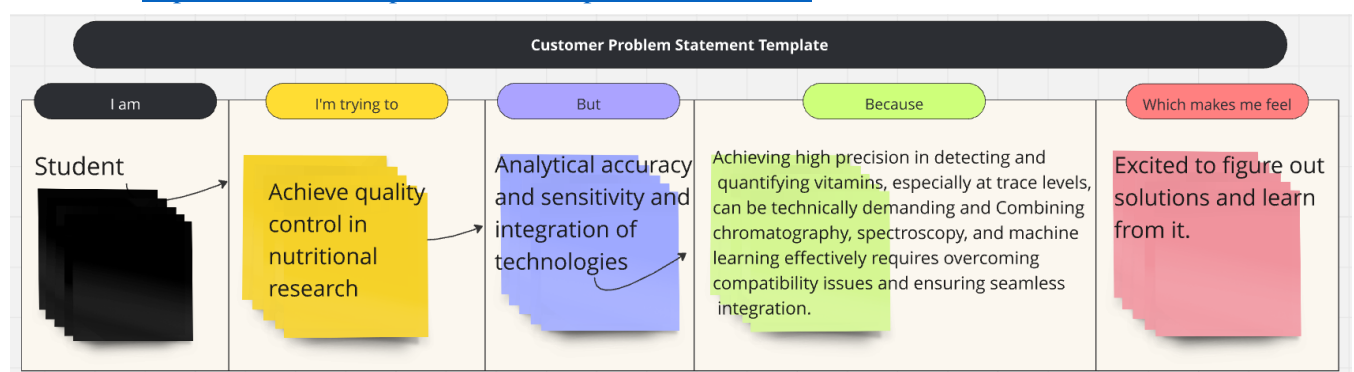 Customer Problem Statement Template
I am
I'm trying to
But
Because
Which makes me feel
Student
Achieve quality
control in
nutritional
research
Analytical accuracy
and sensitivity and
integration of
technologies
Achieving high precision in detecting and
quantifying vitamins, especially at trace levels,
can be technically demanding and Combining
chromatography, spectroscopy, and machine
learning effectively requires overcoming
compatibility issues and ensuring seamless
integration.
Excited to figure out
solutions and learn
from it.